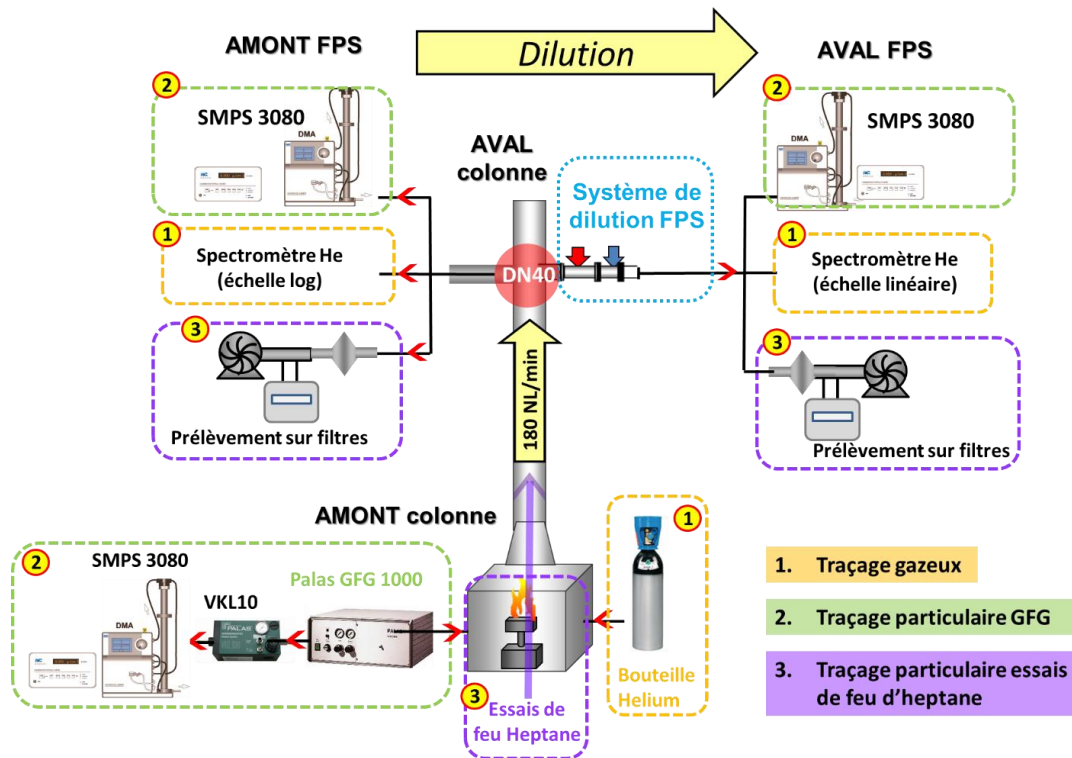 AMONT FPS
Dilution
AVAL FPS
2
SMPS 3080
DMA
AVAL
colonne
Système de
dilution FPS
2
SMPS 3080
DMA
1
Spectromètre He
(échelle log)
DN40
1
Spectromètre He
(échelle linéaire)
3
Prélèvement sur filtres
180 NL/min
3
Prélèvement sur filtres
AMONT colonne
2
SMPS 3080
DMA
VKL10
Palas GFG 1000
1
Bouteille
Helium
3
Essais de
feu Heptane
1. Traçage gazeux
2. Traçage particulaire GFG
3. Traçage particulaire essais
de feu d'heptane